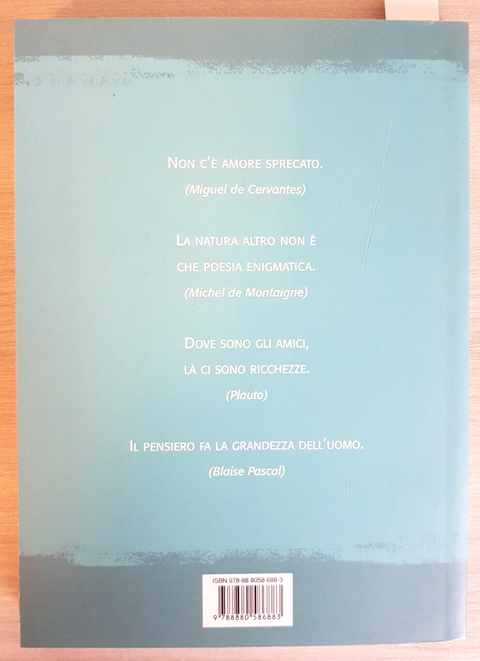 NON C'È AMORE SPRECATO.
(Miguel de Cervantes)
LA NATURA ALTRO NON È
CHE POESIA ENIGMATICA.
(Michel de Montaigne)
DOVE SONO GLI AMICI,
LÀ CI SONO RICCHEZZE.
(Plauto)
IL PENSIERO FA LA GRANDEZZA DELL'UOMO.
(Blaise Pascal)
ISBN 978-88-8058-688-3
9 788880 586883